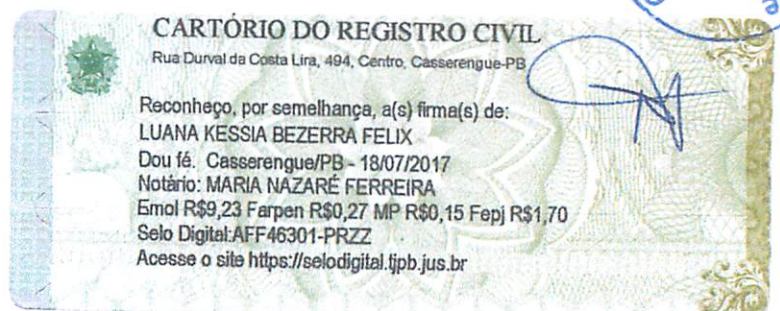 CARTÓRIO DO REGISTRO CIVIL
Rua Durval da Costa Lira, 494, Centro, Casserengue-PB
Reconheço, por semelhança, a(s) firma(s) de:
LUANA KESSIA BEZERRA FELIX
Dou fé. Casserengue/PB - 18/07/2017
Notário: MARIA NAZARÉ FERREIRA
Emol R$9,23 Farpen R$0,27 MP R$0,15 Fepj R$1,70
Selo Digital:AFF46301-PRZZ
Acesse o site https://selodigital.tjpb.jus.br